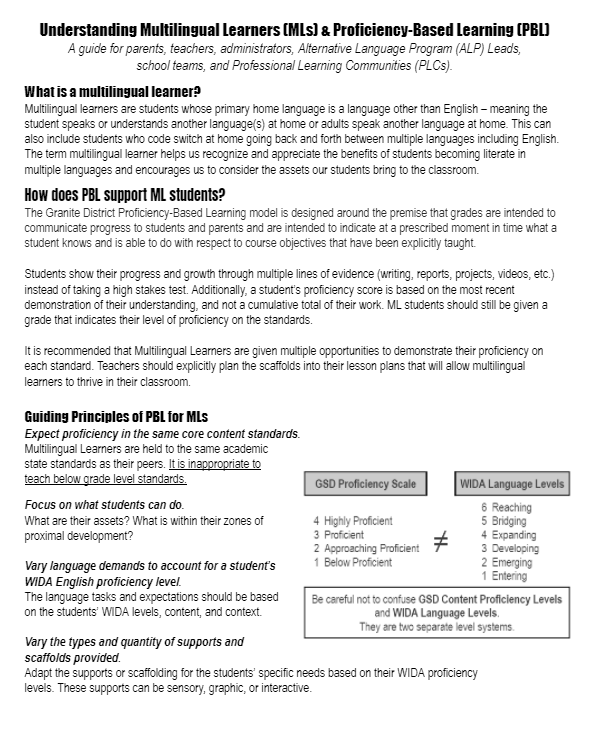 Understanding Multilingual Learners (MLs) & Proficiency-Based Learning (PBL)
A guide for parents, teachers, administrators, Alternative Language Program (ALP) Leads,
school teams, and Professional Learning Communities (PLCs).
What is a multilingual learner?
Multilingual learners are students whose primary home language is a language other than English – meaning the
student speaks or understands another language(s) at home or adults speak another language at home. This can
also include students who code switch at home going back and forth between multiple languages including English.
The term multilingual learner helps us recognize and appreciate the benefits of students becoming literate in
multiple languages and encourages us to consider the assets our students bring to the classroom.
How does PBL support ML students?
The Granite District Proficiency-Based Learning model is designed around the premise that grades are intended to
communicate progress to students and parents and are intended to indicate at a prescribed moment in time what a
student knows and is able to do with respect to course objectives that have been explicitly taught.
Students show their progress and growth through multiple lines of evidence (writing, reports, projects, videos, etc.)
instead of taking a high stakes test. Additionally, a student's proficiency score is based on the most recent
demonstration of their understanding, and not a cumulative total of their work. ML students should still be given a
grade that indicates their level of proficiency on the standards.
It is recommended that Multilingual Learners are given multiple opportunities to demonstrate their proficiency on
each standard. Teachers should explicitly plan the scaffolds into their lesson plans that will allow multilingual
learners to thrive in their classroom.
Guiding Principles of PBL for MLs
Expect proficiency in the same core content standards.
Multilingual Learners are held to the same academic
state standards as their peers. It is inappropriate to
teach below grade level standards.
Focus on what students can do.
What are their assets? What is within their zones of
proximal development?
Vary language demands to account for a student's
WIDA English proficiency level.
The language tasks and expectations should be based
on the students' WIDA levels, content, and context.
Vary the types and quantity of supports and
scaffolds provided.
Adapt the supports or scaffolding for the students' specific needs based on their WIDA proficiency
levels. These supports can be sensory, graphic, or interactive.
GSD Proficiency Scale
4 Highly Proficient
3 Proficient
2 Approaching Proficient
1 Below Proficient
≠
WIDA Language Levels
6 Reaching
5 Bridging
4 Expanding
3 Developing
2 Emerging
1 Entering
Be careful not to confuse GSD Content Proficiency Levels
and WIDA Language Levels.
They are two separate level systems.